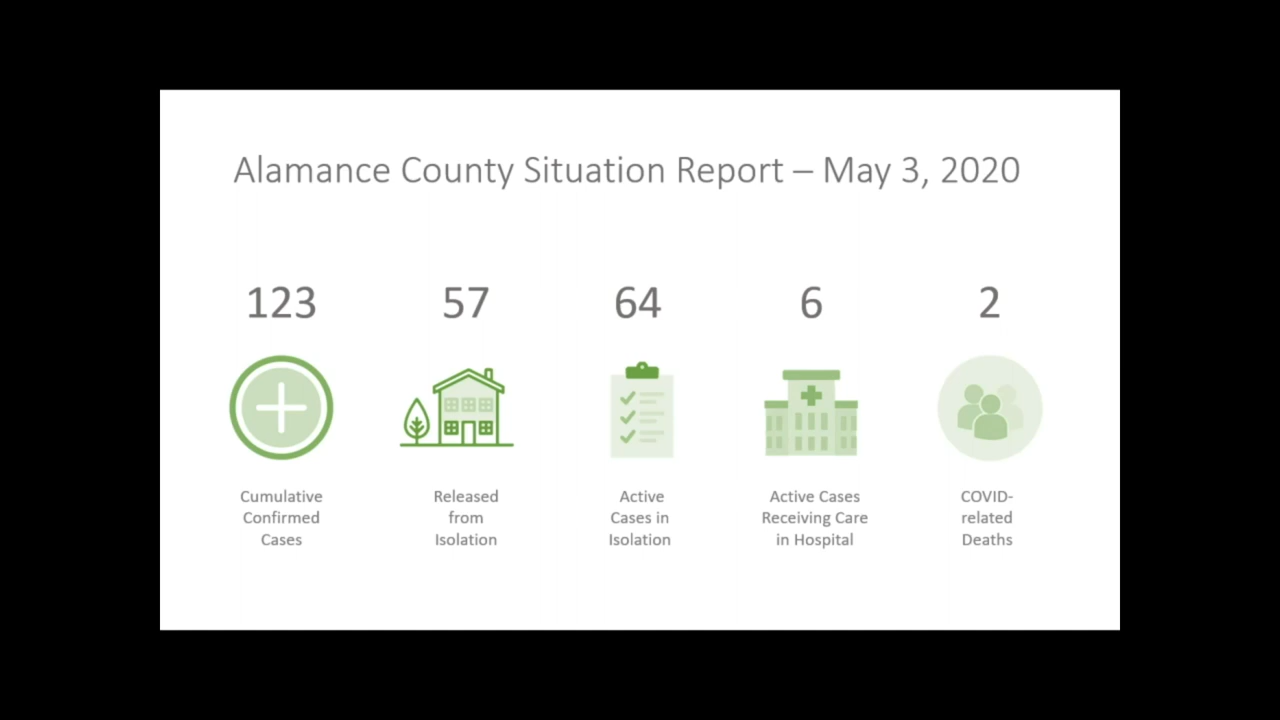 Alamance County Situation Report – May 3, 2020
123
57
64
6
2
Cumulative
Confirmed
Cases
Released
from
Isolation
Active
Cases in
Isolation
Active Cases
Receiving Care
in Hospital
COVID-
related
Deaths